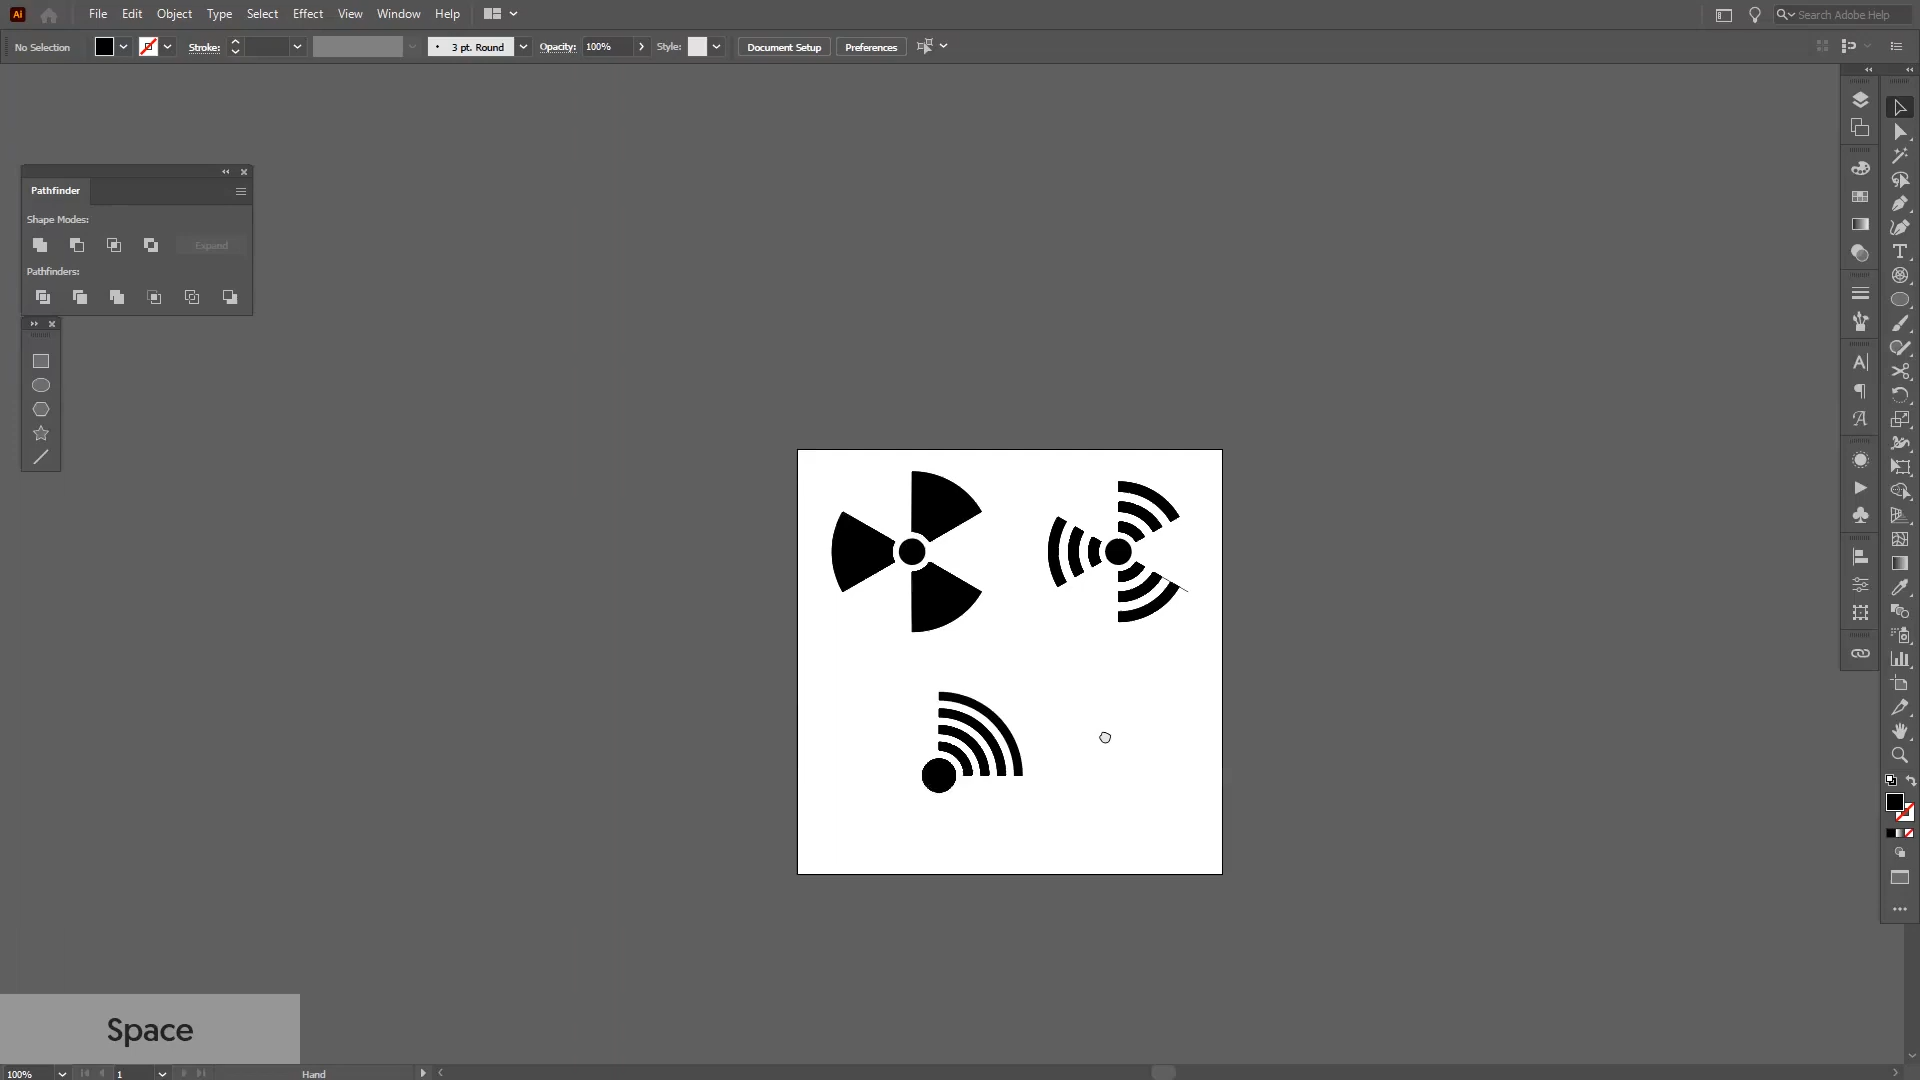 Ai File Edit Object Type Select Effect View Window Help Search Adobe Help
No Selection Stroke: 3 pt. Round Opacity: 100% Style: Document Setup Preferences
Pathfinder
Shape Modes:
Expand
Pathfinders:
Space
100% 1 Hand